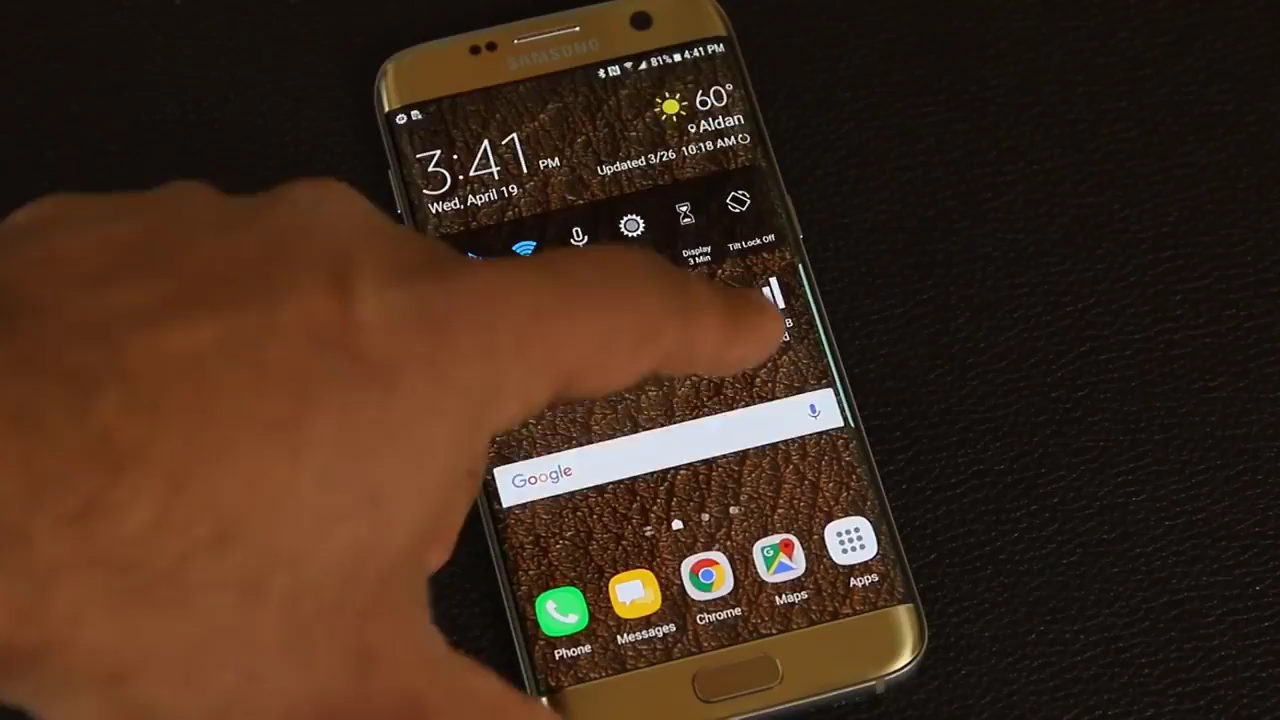 SAMSUNG
81% 4:41 PM
60°
Aldan
3:41 PM
Updated 3/26 10:18 AM
Wed, April 19
Display
3 Min
Tilt Lock Off
B
d
Google
Phone
Messages
Chrome
Maps
Apps